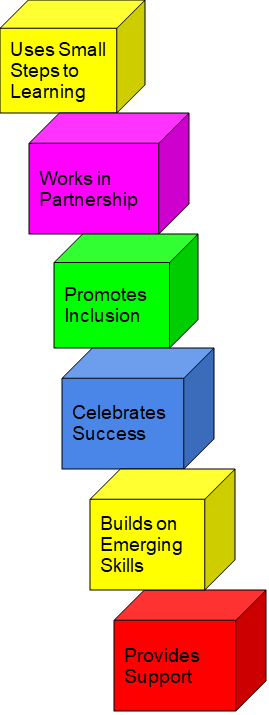 Uses Small
Steps to
Learning
Works in
Partnership
Promotes
Inclusion
Celebrates
Success
Builds on
Emerging
Skills
Provides
Support